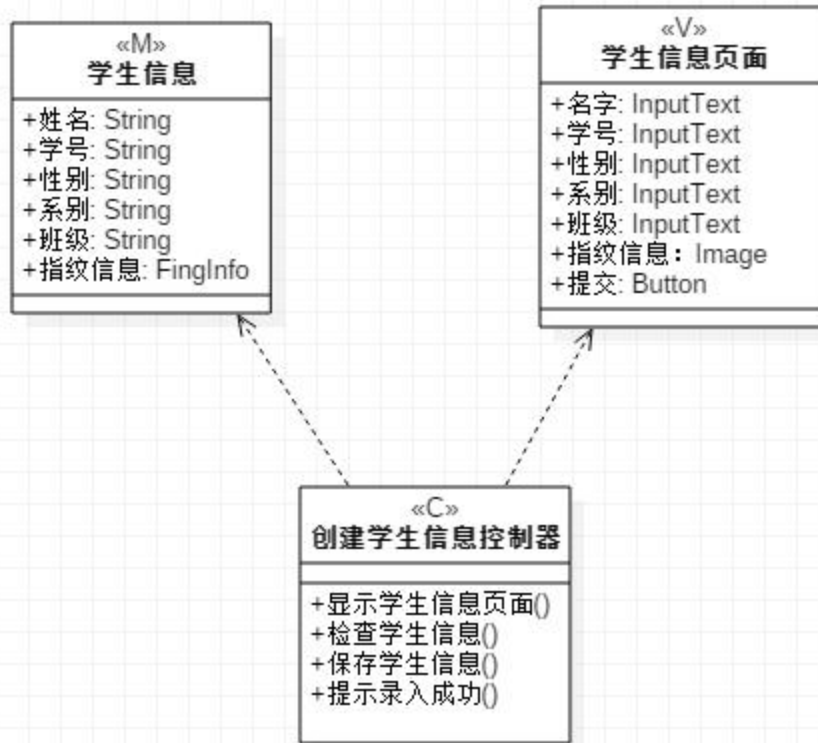 «M»
学生信息
+姓名: String
+学号: String
+性别: String
+系别: String
+班级: String
+指纹信息: FingInfo
«V»
学生信息页面
+名字: InputText
+学号: InputText
+性别: InputText
+系别: InputText
+班级: InputText
+指纹信息：Image
+提交: Button
«C»
创建学生信息控制器
+显示学生信息页面()
+检查学生信息()
+保存学生信息()
+提示录入成功()